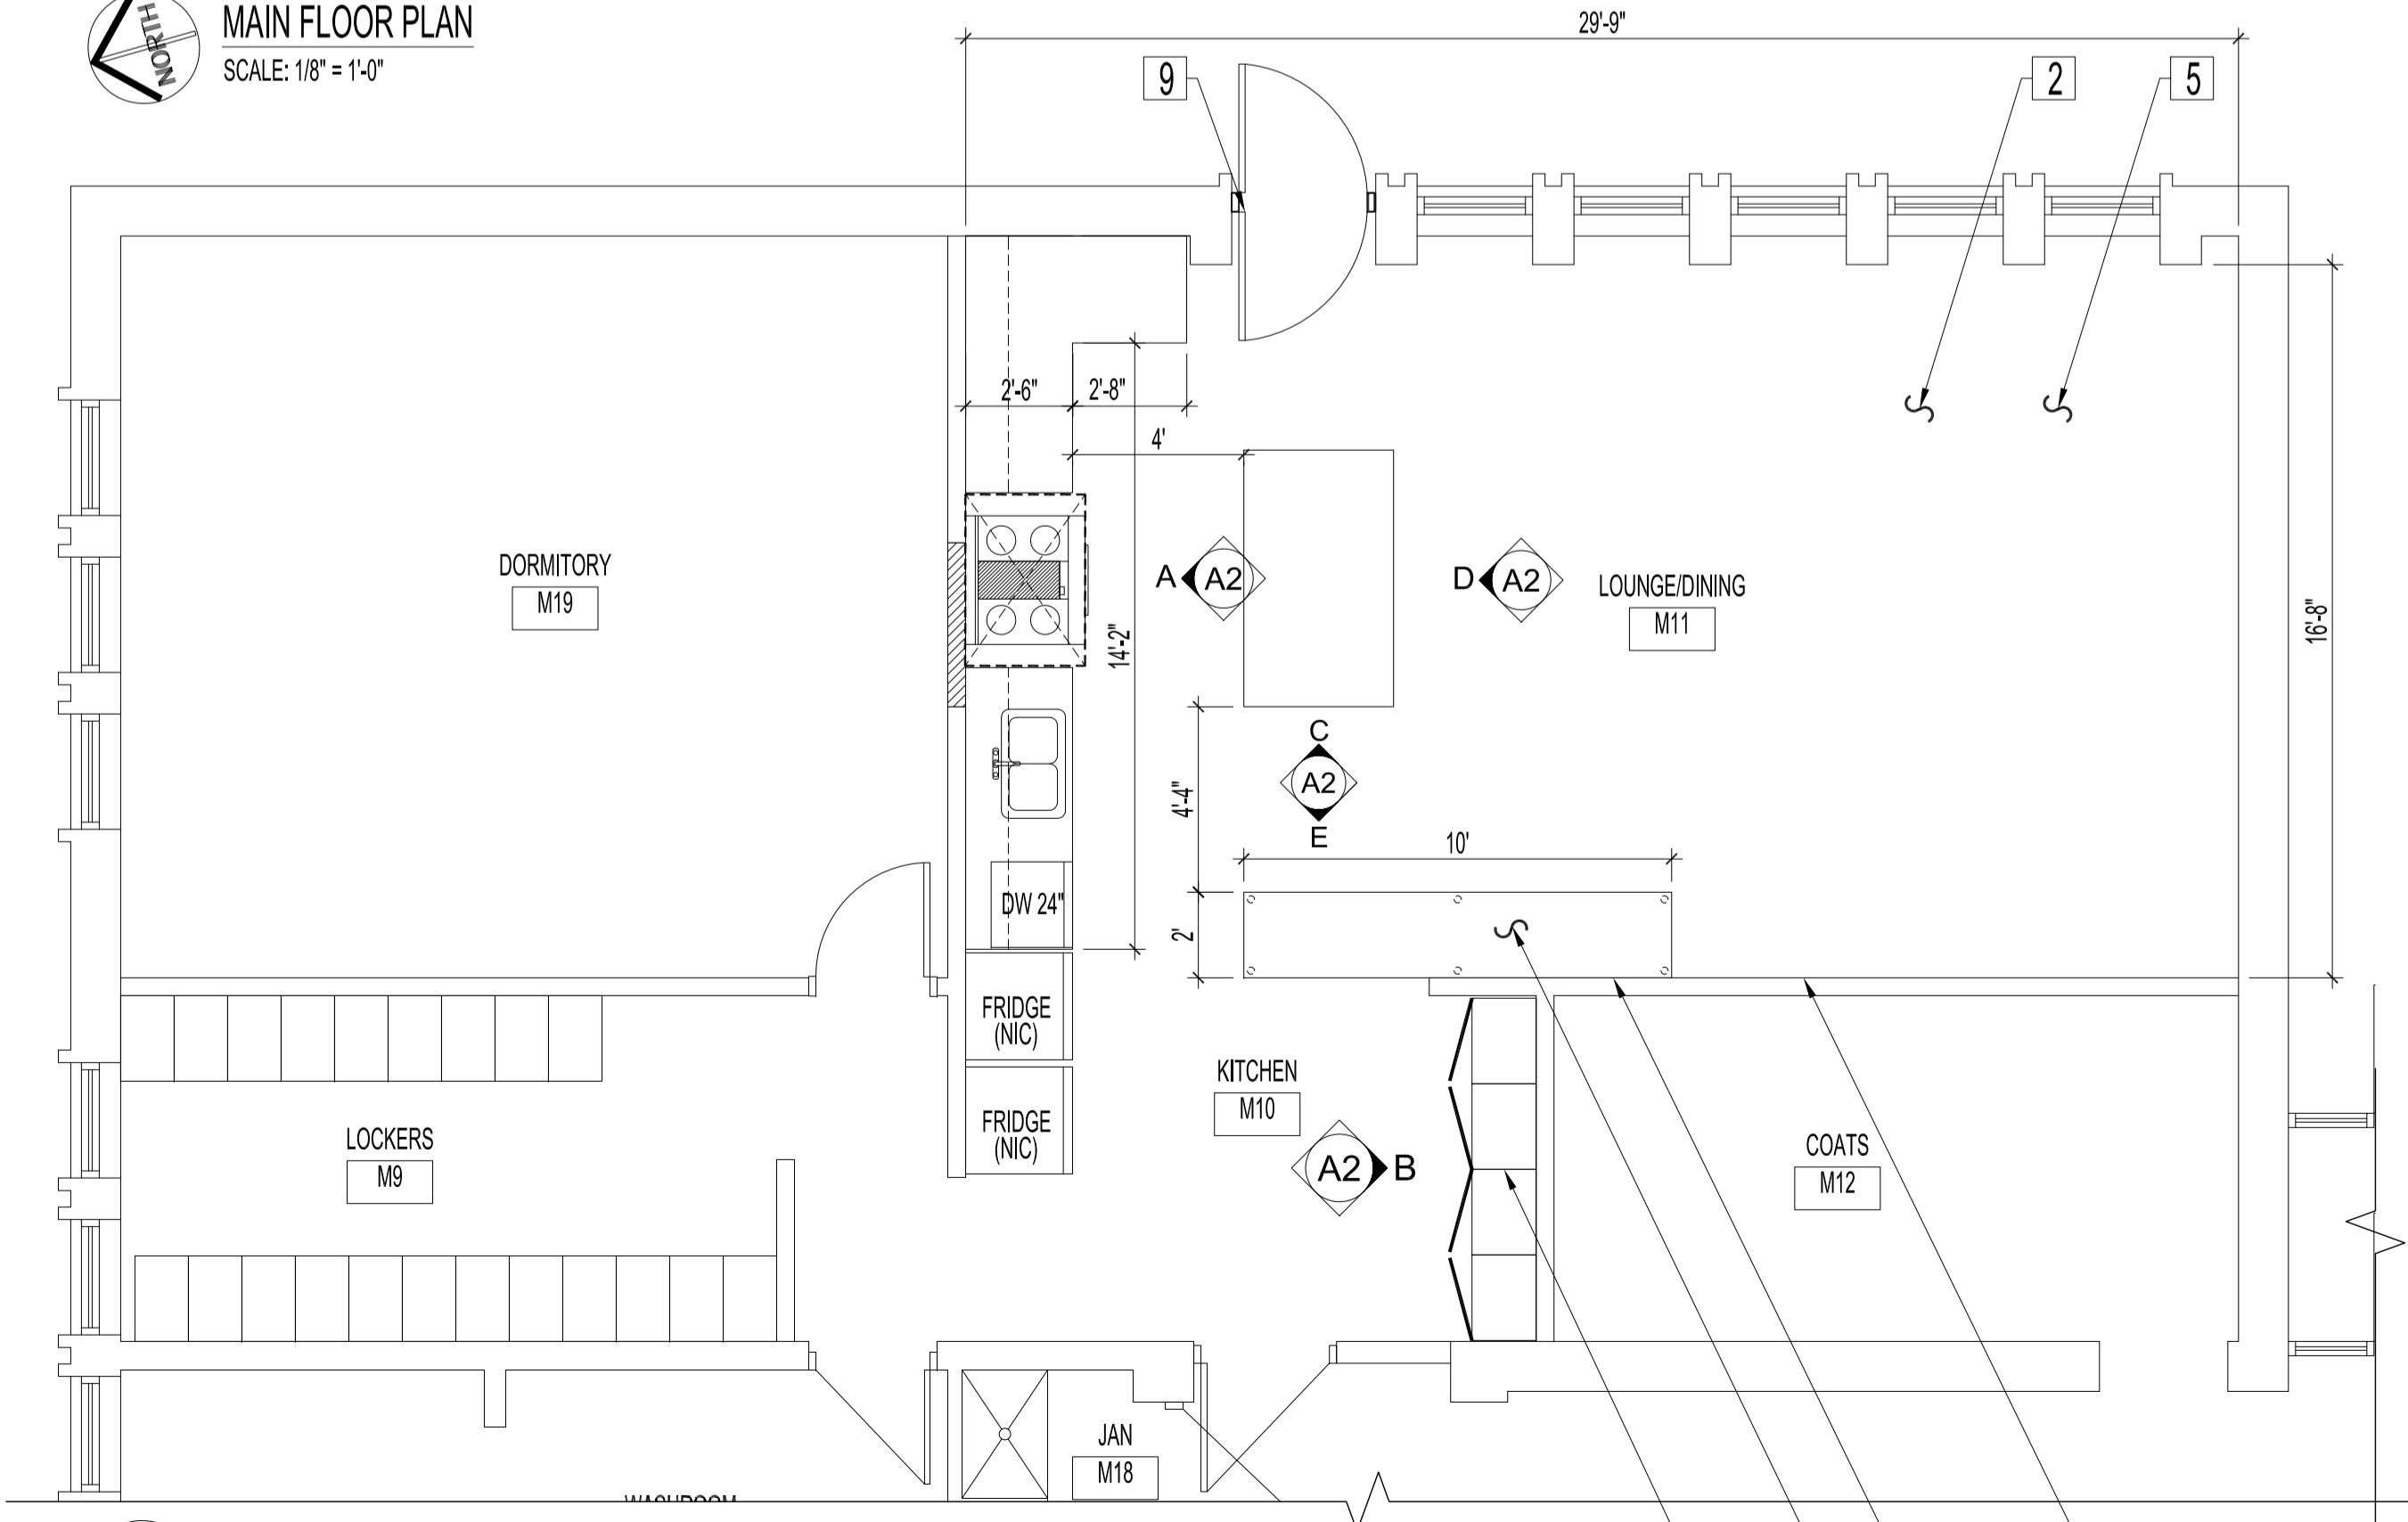 NORTH
MAIN FLOOR PLAN
SCALE: 1/8" = 1'-0"
29'-9"
9
2
5
2'-6"
2'-8"
4'
DORMITORY
M19
A
A2
D
A2
LOUNGE/DINING
M11
14'-2"
16'-8"
C
A2
E
4'-4"
10'
DW 24"
2'
FRIDGE
(NIC)
KITCHEN
M10
FRIDGE
(NIC)
LOCKERS
M9
A2
B
COATS
M12
JAN
M18
WASHROOM